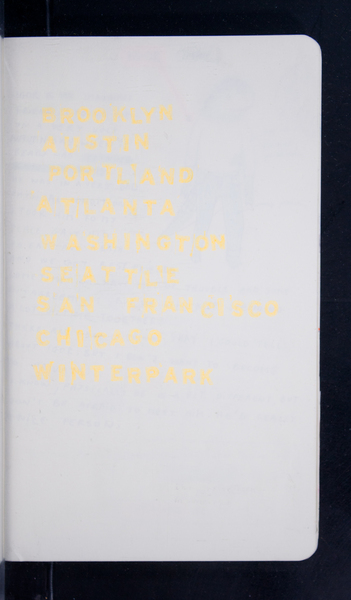 BROOKLYN
AUSTIN
PORTLAND
ATLANTA
WASHINGTON
SEATTLE
SAN FRANCISCO
CHICAGO
WINTERPARK